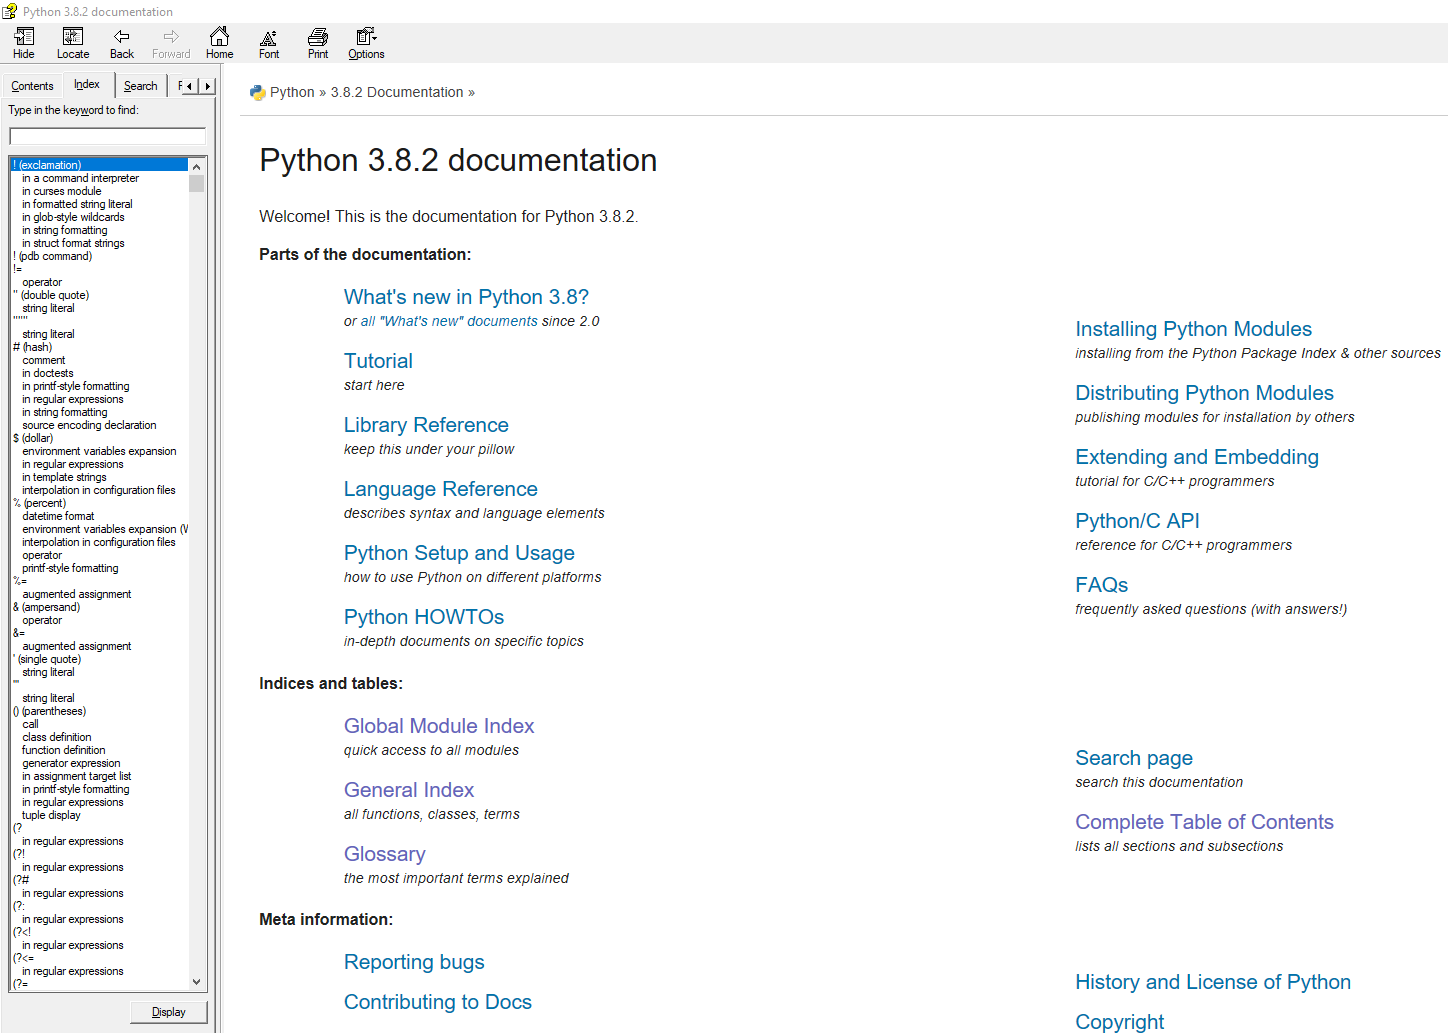 Python 3.8.2 documentation
Hide Locate Back Forward Home Font Print Options
Contents Index Search
Type in the keyword to find:
! (exclamation)
in a command interpreter
in curses module
in formatted string literal
in glob-style wildcards
in string formatting
in struct format strings
! (pdb command)
!=
operator
" (double quote)
string literal
"""
string literal
# (hash)
comment
in doctests
in printf-style formatting
in regular expressions
in string formatting
source encoding declaration
$ (dollar)
environment variables expansion
in regular expressions
in template strings
interpolation in configuration files
% (percent)
datetime format
environment variables expansion (W
interpolation in configuration files
operator
printf-style formatting
%=
augmented assignment
& (ampersand)
operator
&=
augmented assignment
' (single quote)
string literal
'''
string literal
() (parentheses)
call
class definition
function definition
generator expression
in assignment target list
in printf-style formatting
in regular expressions
tuple display
(?
in regular expressions
(?!
in regular expressions
(?#
in regular expressions
(?:
in regular expressions
(?<!
in regular expressions
(?<=
in regular expressions
(?=
Display
Python » 3.8.2 Documentation »
Python 3.8.2 documentation
Welcome! This is the documentation for Python 3.8.2.
Parts of the documentation:
What's new in Python 3.8?
or all "What's new" documents since 2.0
Tutorial
start here
Library Reference
keep this under your pillow
Language Reference
describes syntax and language elements
Python Setup and Usage
how to use Python on different platforms
Python HOWTOs
in-depth documents on specific topics
Installing Python Modules
installing from the Python Package Index & other sources
Distributing Python Modules
publishing modules for installation by others
Extending and Embedding
tutorial for C/C++ programmers
Python/C API
reference for C/C++ programmers
FAQs
frequently asked questions (with answers!)
Indices and tables:
Global Module Index
quick access to all modules
General Index
all functions, classes, terms
Glossary
the most important terms explained
Search page
search this documentation
Complete Table of Contents
lists all sections and subsections
Meta information:
Reporting bugs
Contributing to Docs
History and License of Python
Copyright